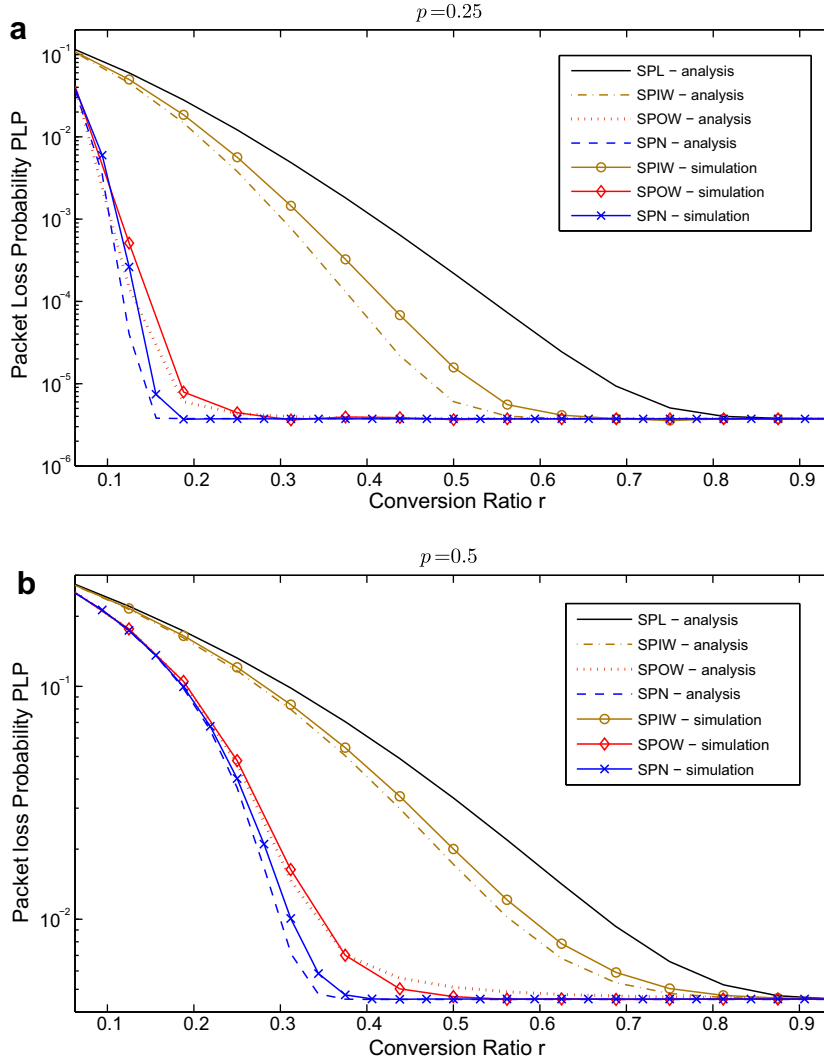 p=0.25
a
10⁻¹
10⁻²
10⁻³
10⁻⁴
10⁻⁵
10⁻⁶
Packet Loss Probability PLP
SPL − analysis
SPIW − analysis
SPOW − analysis
SPN − analysis
SPIW − simulation
SPOW − simulation
SPN − simulation
0.1 0.2 0.3 0.4 0.5 0.6 0.7 0.8 0.9
Conversion Ratio r
p=0.5
b
10⁻¹
10⁻²
Packet loss Probability PLP
SPL − analysis
SPIW − analysis
SPOW − analysis
SPN − analysis
SPIW − simulation
SPOW − simulation
SPN − simulation
0.1 0.2 0.3 0.4 0.5 0.6 0.7 0.8 0.9
Conversion Ratio r